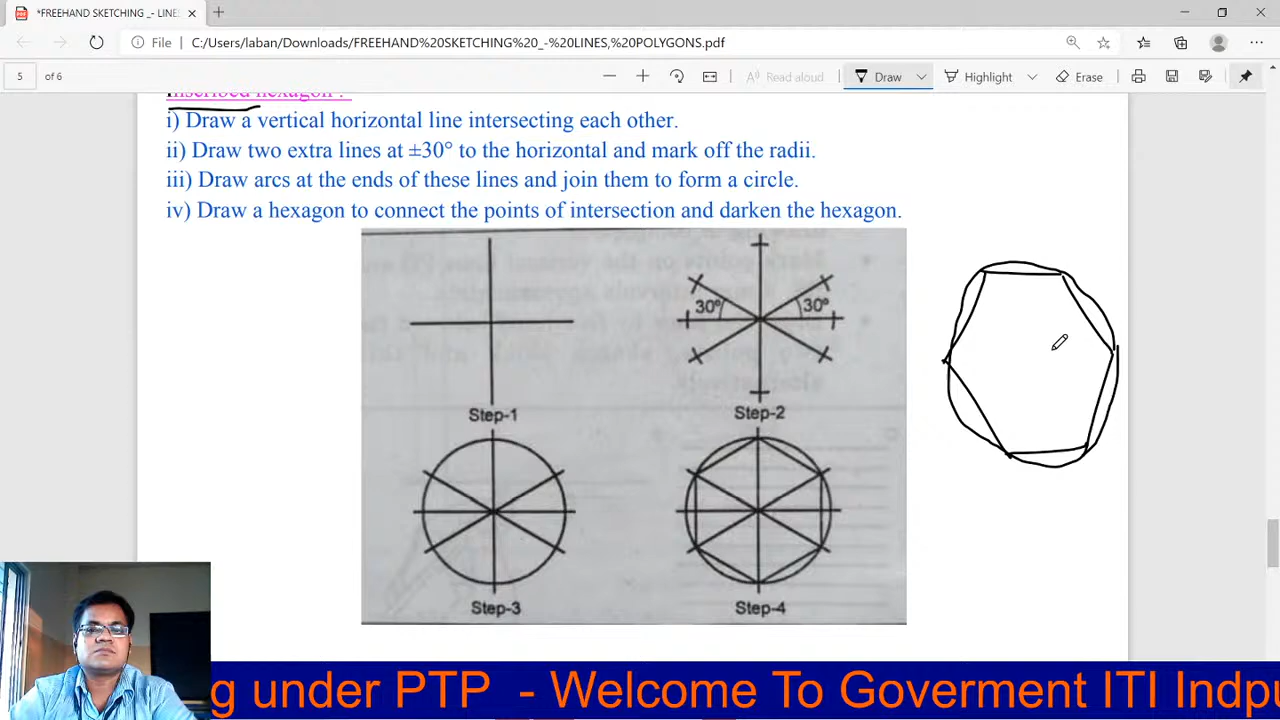 *FREEHAND SKETCHING _- LINES
File C:/Users/laban/Downloads/FREEHAND%20SKETCHING%20_-%20LINES,%20POLYGONS.pdf
5 of 6 Read aloud Draw Highlight Erase
Inscribed hexagon :
i) Draw a vertical horizontal line intersecting each other.
ii) Draw two extra lines at ±30° to the horizontal and mark off the radii.
iii) Draw arcs at the ends of these lines and join them to form a circle.
iv) Draw a hexagon to connect the points of intersection and darken the hexagon.
30° 30°
Step-1 Step-2
Step-3 Step-4
g under PTP - Welcome To Goverment ITI Indpu